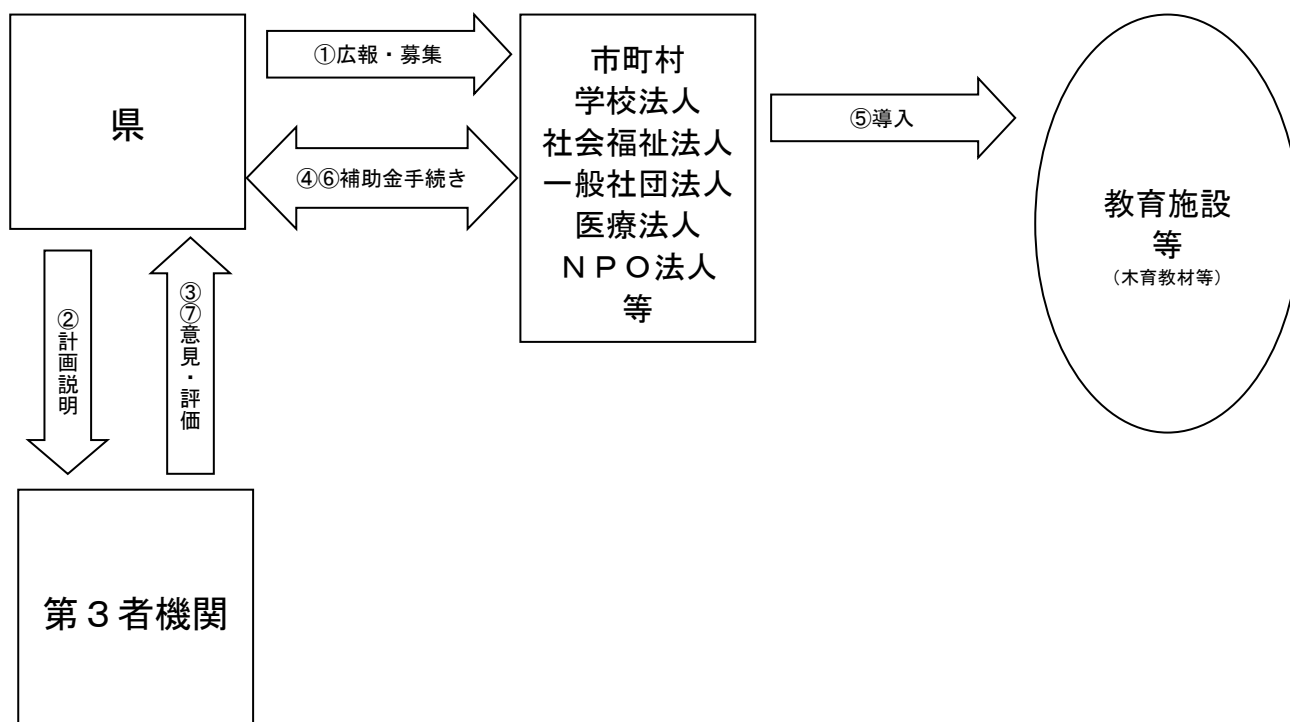 県
①広報・募集
④⑥補助金手続き
市町村
学校法人
社会福祉法人
一般社団法人
医療法人
ＮＰＯ法人
等
⑤導入
教育施設
等
（木育教材等）
②計画説明
③⑦意見・評価
第３者機関